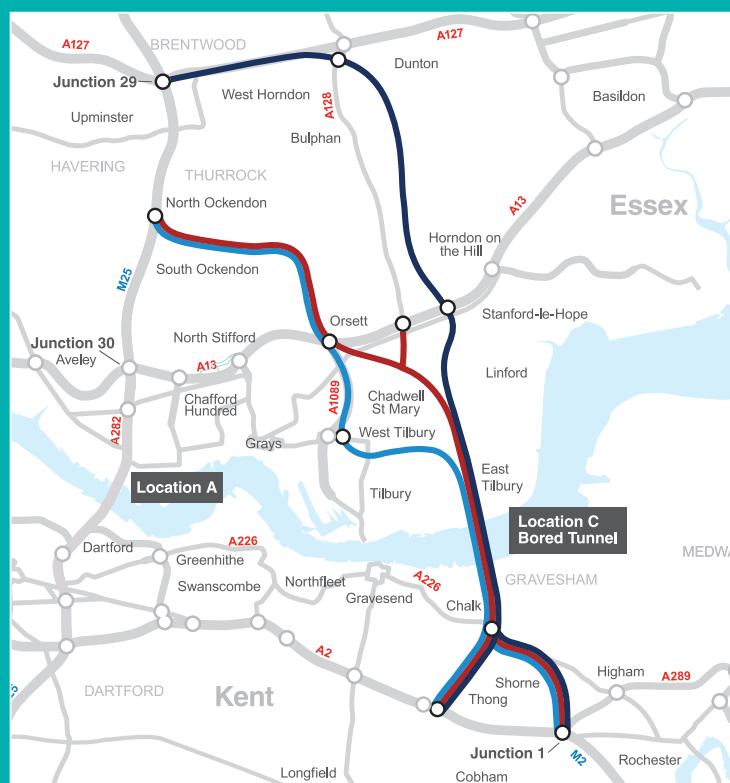 A127
BRENTWOOD
A127
Dunton
Junction 29
West Horndon
A128
Basildon
Upminster
Bulphan
HAVERING
THURROCK
North Ockendon
A13
Essex
Horndon on
the Hill
South Ockendon
M25
Orsett
Stanford-le-Hope
North Stifford
Junction 30
Aveley
A13
Linford
Chafford
Hundred
A1089
Chadwell
St Mary
A282
Grays
West Tilbury
East
Tilbury
Location A
Tilbury
Location C
Bored Tunnel
Dartford
A226
Greenhithe
MEDWA
Northfleet
A226
GRAVESHAM
Swanscombe
Gravesend
Chalk
A2
Higham
A289
Shorne
DARTFORD
Kent
Thong
Junction 1
M2
Rochester
Longfield
Cobham